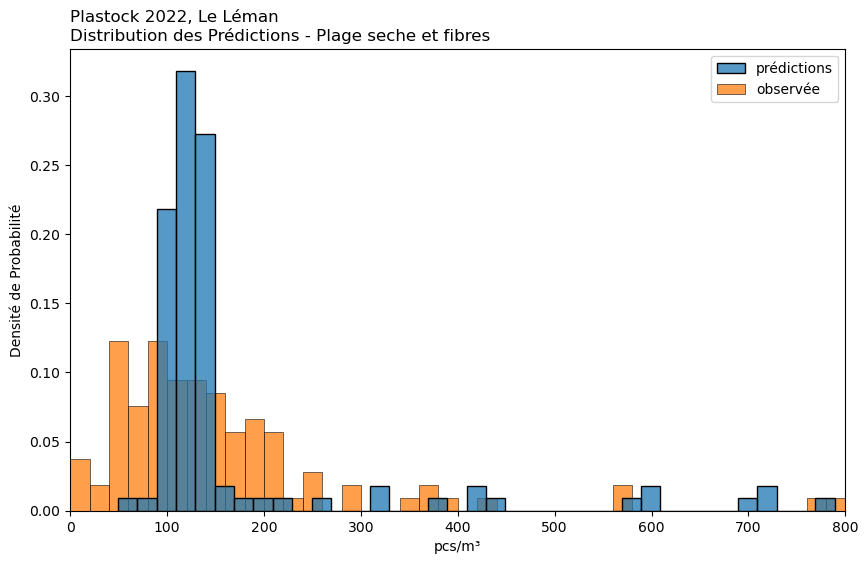 Plastock 2022, Le Léman
Distribution des Prédictions - Plage seche et fibres
prédictions
observée
Densité de Probabilité
0.30
0.25
0.20
0.15
0.10
0.05
0.00
0 100 200 300 400 500 600 700 800
pcs/m³